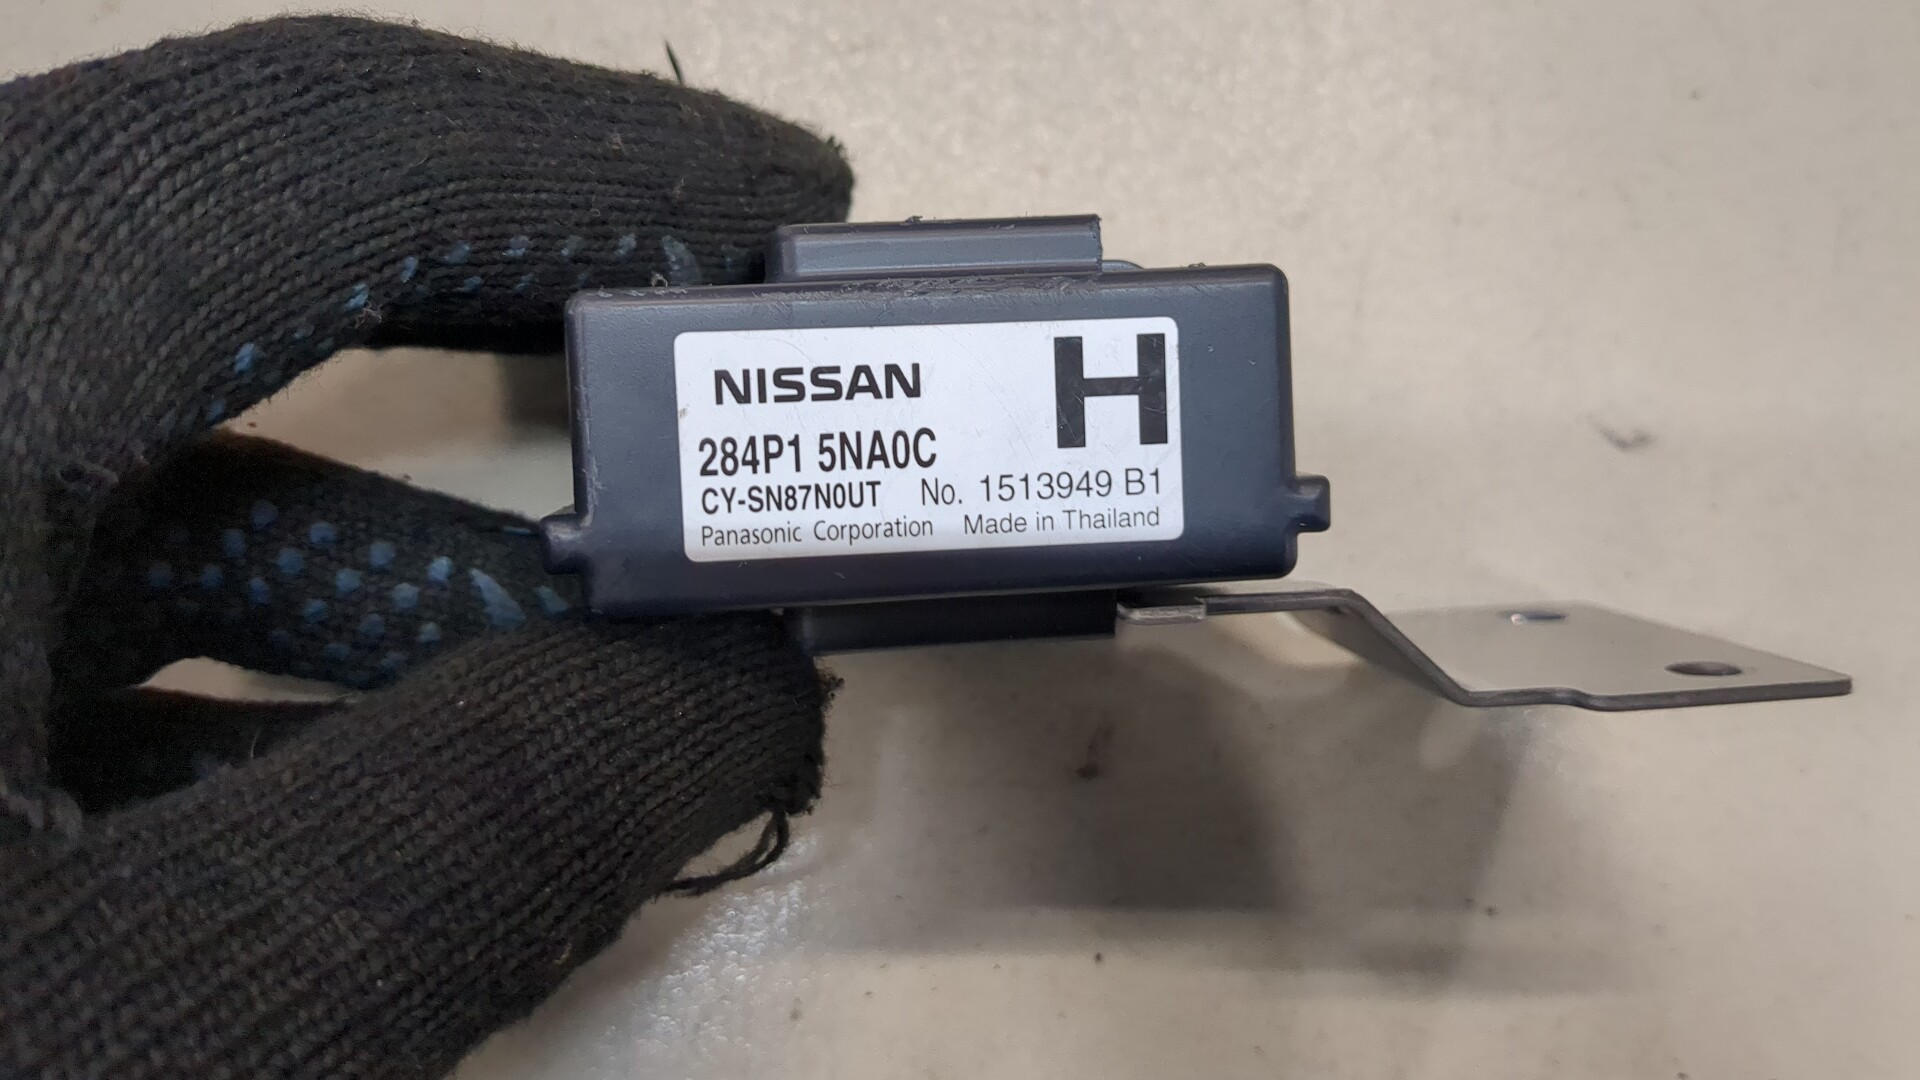 NISSAN H
284P1 5NA0C
CY-SN87N0UT No. 1513949 B1
Panasonic Corporation Made in Thailand